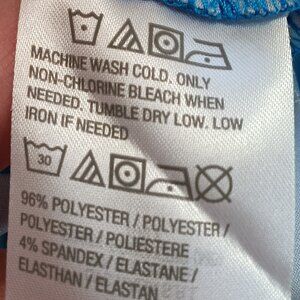 MACHINE WASH COLD. ONLY
NON-CHLORINE BLEACH WHEN
NEEDED. TUMBLE DRY LOW. LOW
IRON IF NEEDED
30
96% POLYESTER / POLYESTER /
POLYESTER / POLIESTERE
4% SPANDEX / ELASTANE /
ELASTHAN / ELASTAN